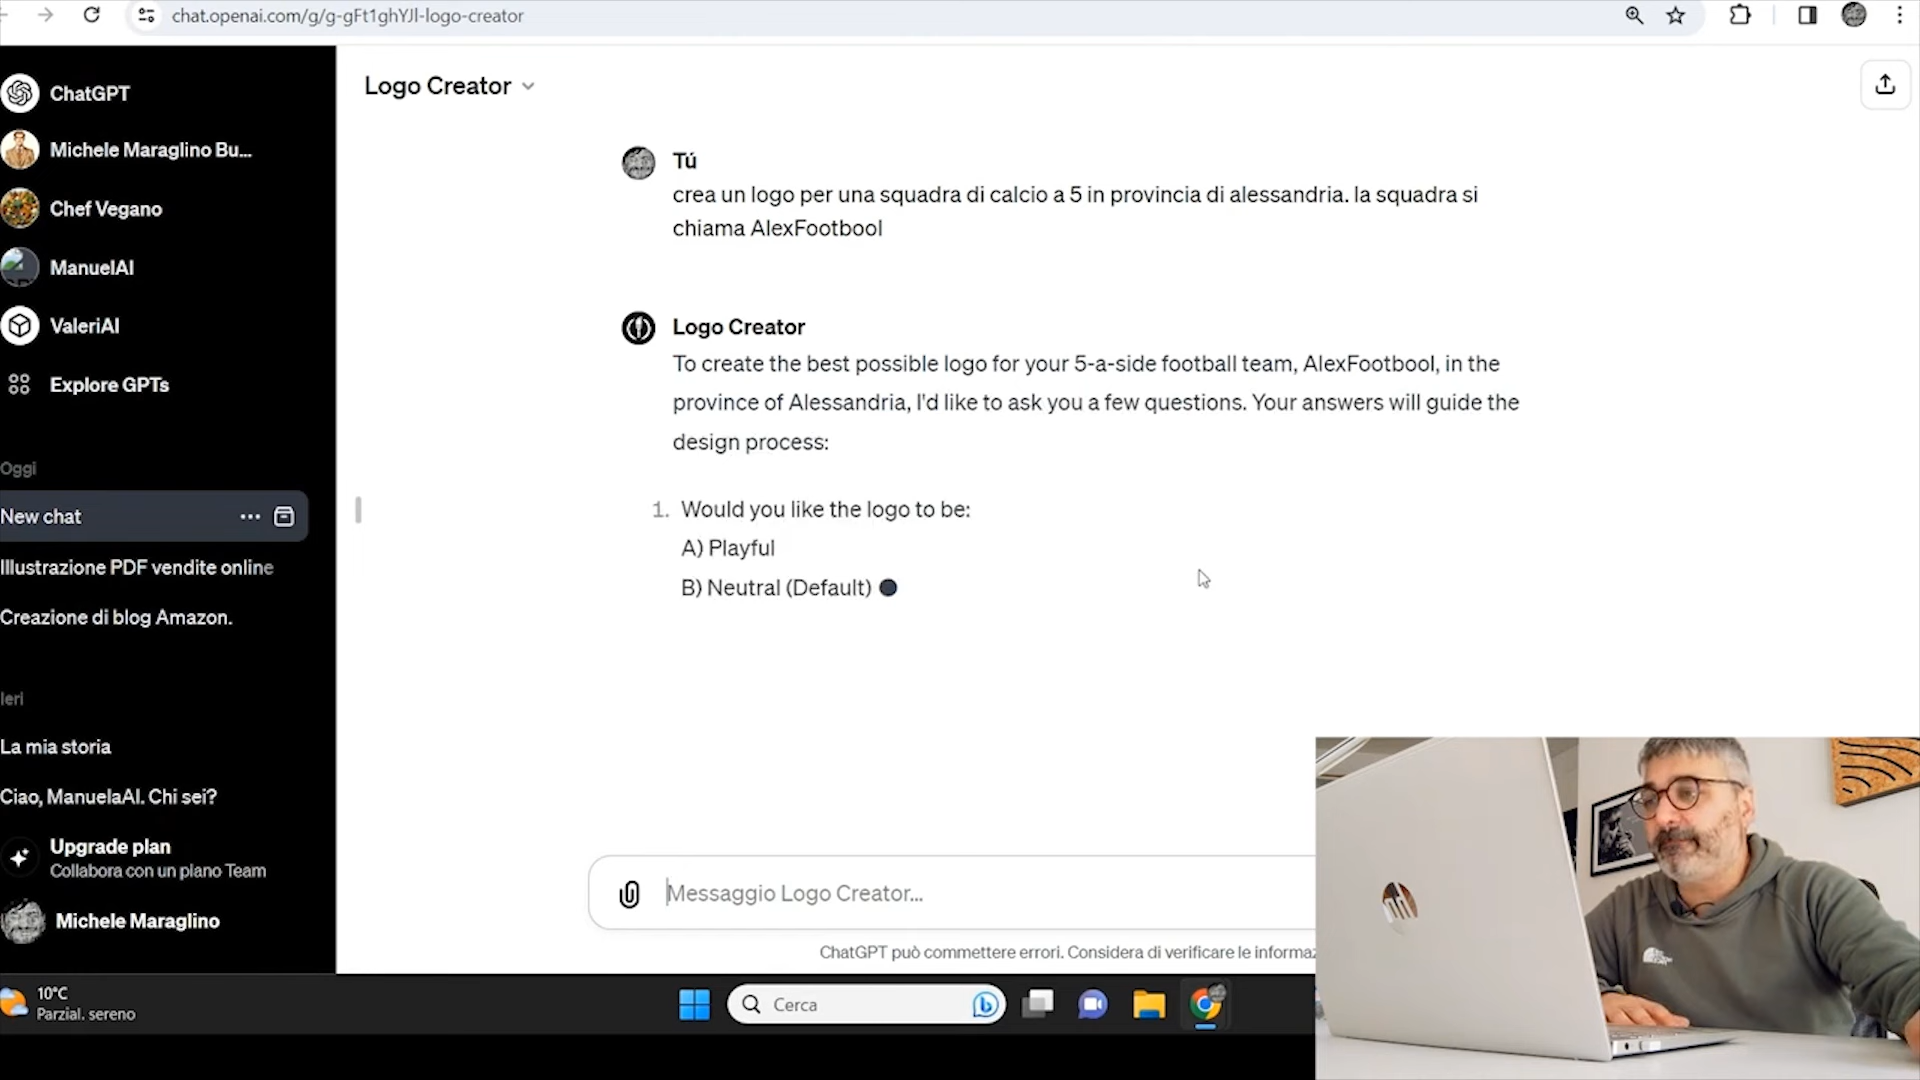 chat.openai.com/g/g-gFt1ghYJl-logo-creator
ChatGPT
Michele Maraglino Bu...
Chef Vegano
ManuelAI
ValeriAI
Explore GPTs
Oggi
New chat
Illustrazione PDF vendite online
Creazione di blog Amazon.
Ieri
La mia storia
Ciao, ManuelaAI. Chi sei?
Upgrade plan
Collabora con un piano Team
Michele Maraglino
Logo Creator
Tú
crea un logo per una squadra di calcio a 5 in provincia di alessandria. la squadra si
chiama AlexFootbool
Logo Creator
To create the best possible logo for your 5-a-side football team, AlexFootbool, in the
province of Alessandria, I'd like to ask you a few questions. Your answers will guide the
design process:
1. Would you like the logo to be:
A) Playful
B) Neutral (Default)
Messaggio Logo Creator...
ChatGPT può commettere errori. Considera di verificare le informaz
10°C
Parzial. sereno
Cerca
hp